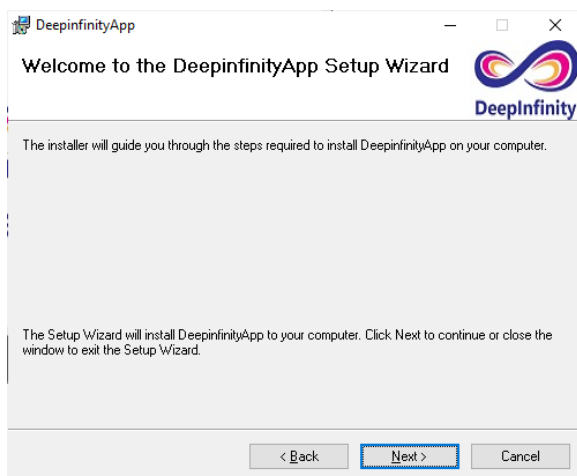 DeepinfinityApp
Welcome to the DeepinfinityApp Setup Wizard
DeepInfinity
The installer will guide you through the steps required to install DeepinfinityApp on your computer.
The Setup Wizard will install DeepinfinityApp to your computer. Click Next to continue or close the
window to exit the Setup Wizard.
< Back
Next >
Cancel